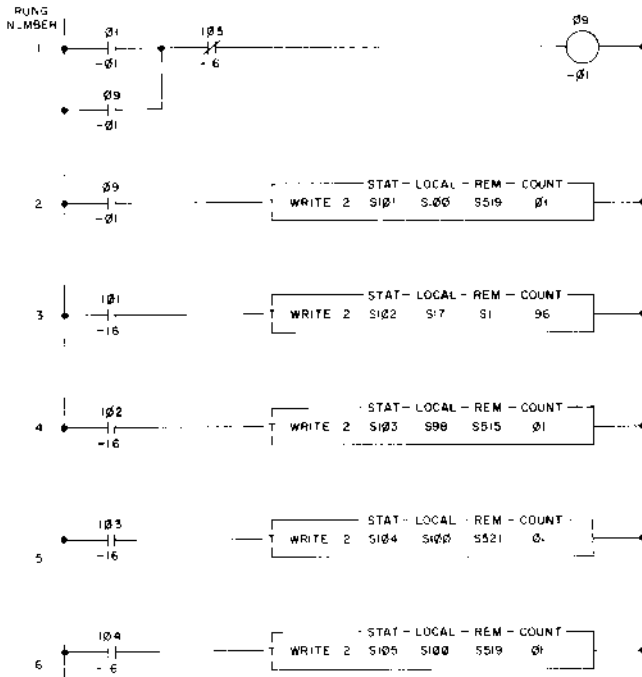 RUNG
NUMBER
1 Ø1 1Ø5 Ø9
-Ø1 -Ø1
Ø9
-Ø1
2 Ø9 STAT - LOCAL - REM - COUNT
-Ø1 T WRITE 2 S1Ø1 S519 Ø1
3 1Ø1 STAT - LOCAL - REM - COUNT
-16 T WRITE 2 S1Ø2 S17 S1 96
4 1Ø2 STAT - LOCAL - REM - COUNT
-16 T WRITE 2 S1Ø3 S98 S515 Ø1
5 1Ø3 STAT - LOCAL - REM - COUNT
-16 T WRITE 2 S1Ø4 S1ØØ S521
6 1Ø4 STAT - LOCAL - REM - COUNT
T WRITE 2 S1Ø5 S1ØØ S519 Ø1